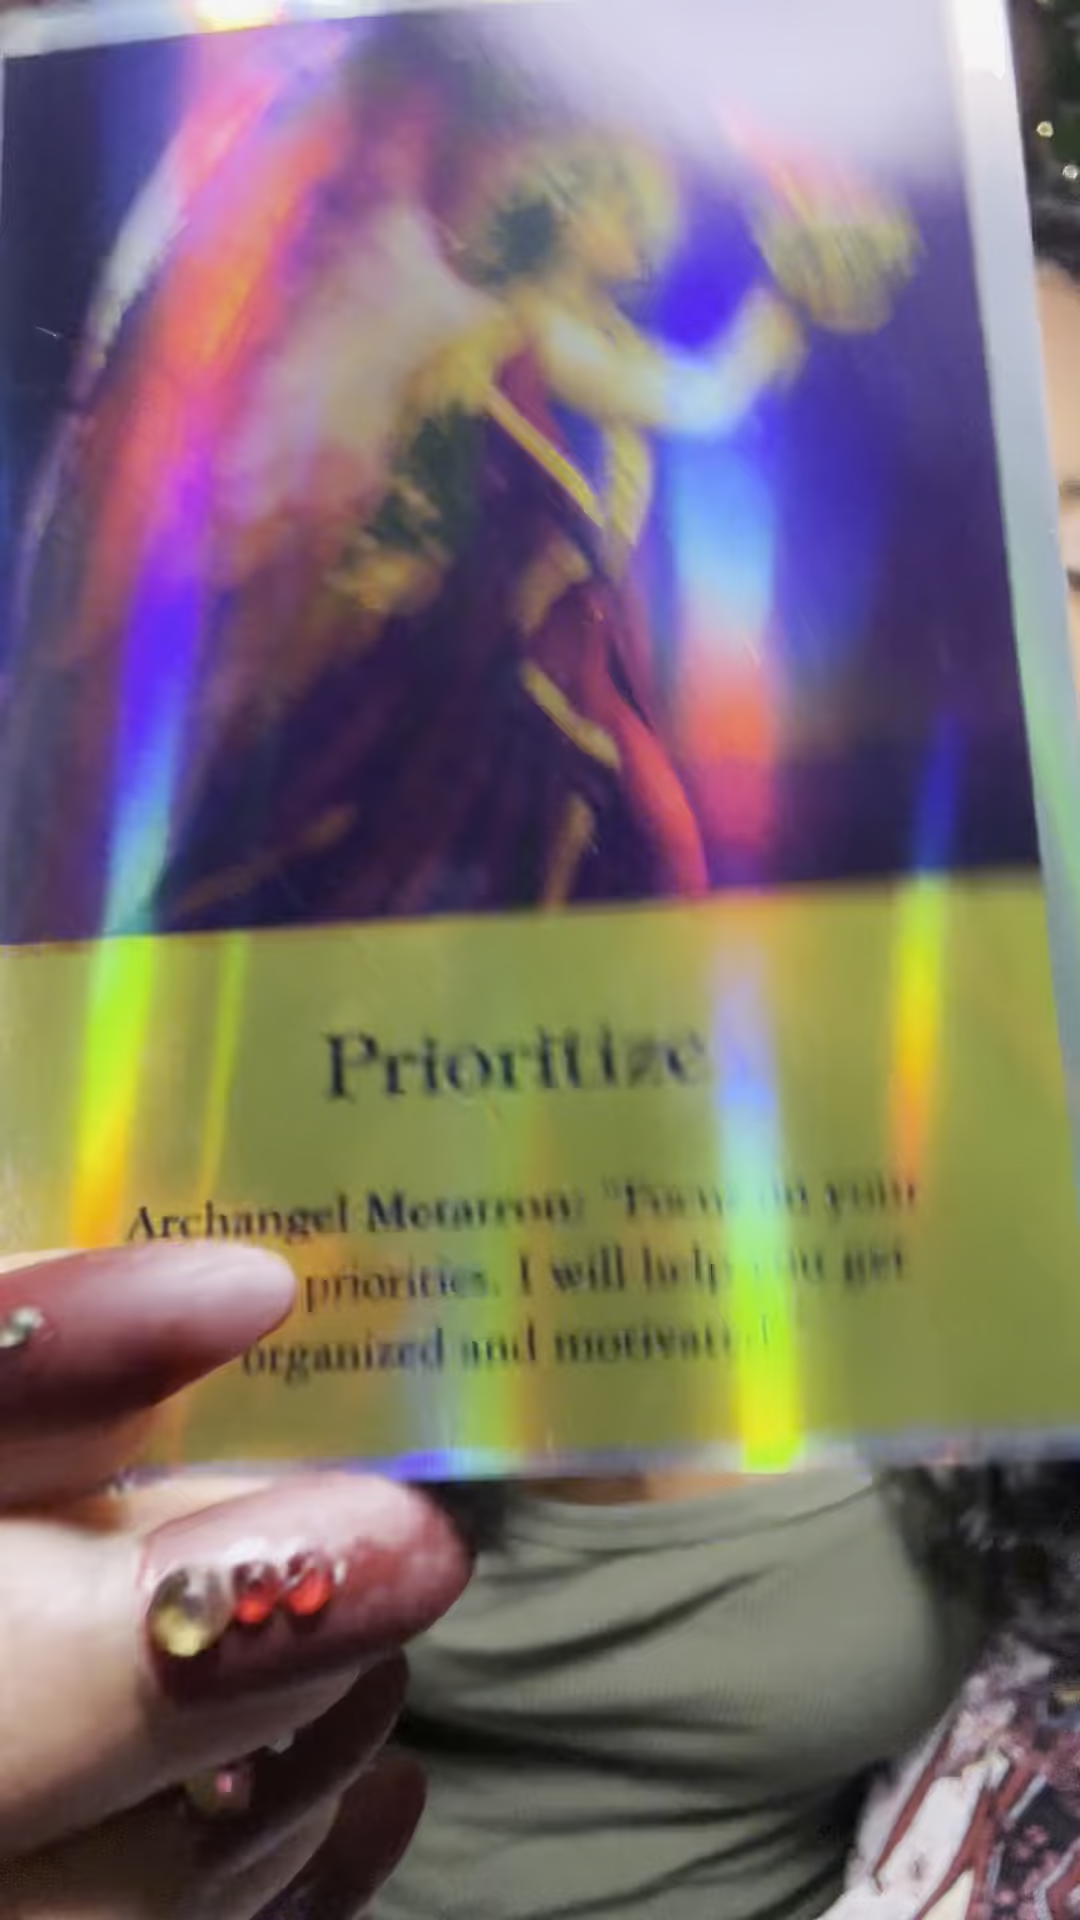 Prioritize
Archangel Metatron: "Focus on your
priorities. I will help you get
organized and motivated."